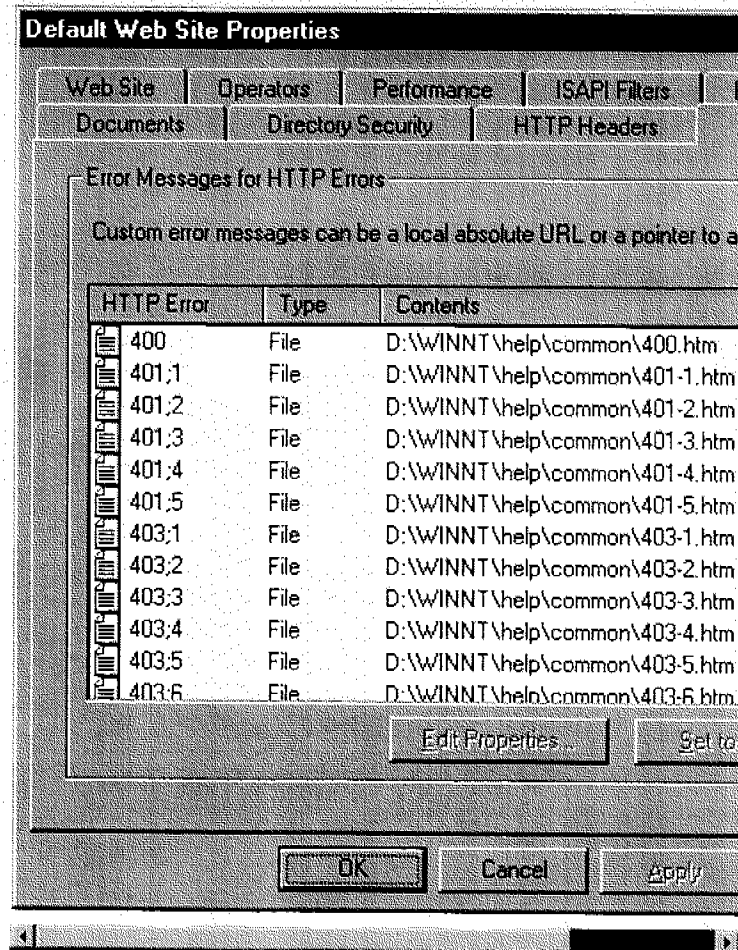 Default Web Site Properties
Web Site Operators Performance ISAPI Filters
Documents Directory Security HTTP Headers
Error Messages for HTTP Errors
Custom error messages can be a local absolute URL or a pointer to a
HTTP Error Type Contents
400 File D:\WINNT\help\common\400.htm
401;1 File D:\WINNT\help\common\401-1.htm
401;2 File D:\WINNT\help\common\401-2.htm
401;3 File D:\WINNT\help\common\401-3.htm
401;4 File D:\WINNT\help\common\401-4.htm
401;5 File D:\WINNT\help\common\401-5.htm
403;1 File D:\WINNT\help\common\403-1.htm
403;2 File D:\WINNT\help\common\403-2.htm
403;3 File D:\WINNT\help\common\403-3.htm
403;4 File D:\WINNT\help\common\403-4.htm
403;5 File D:\WINNT\help\common\403-5.htm
403;6 File D:\WINNT\help\common\403-6.htm
Edit Properties... Set to
OK Cancel Apply